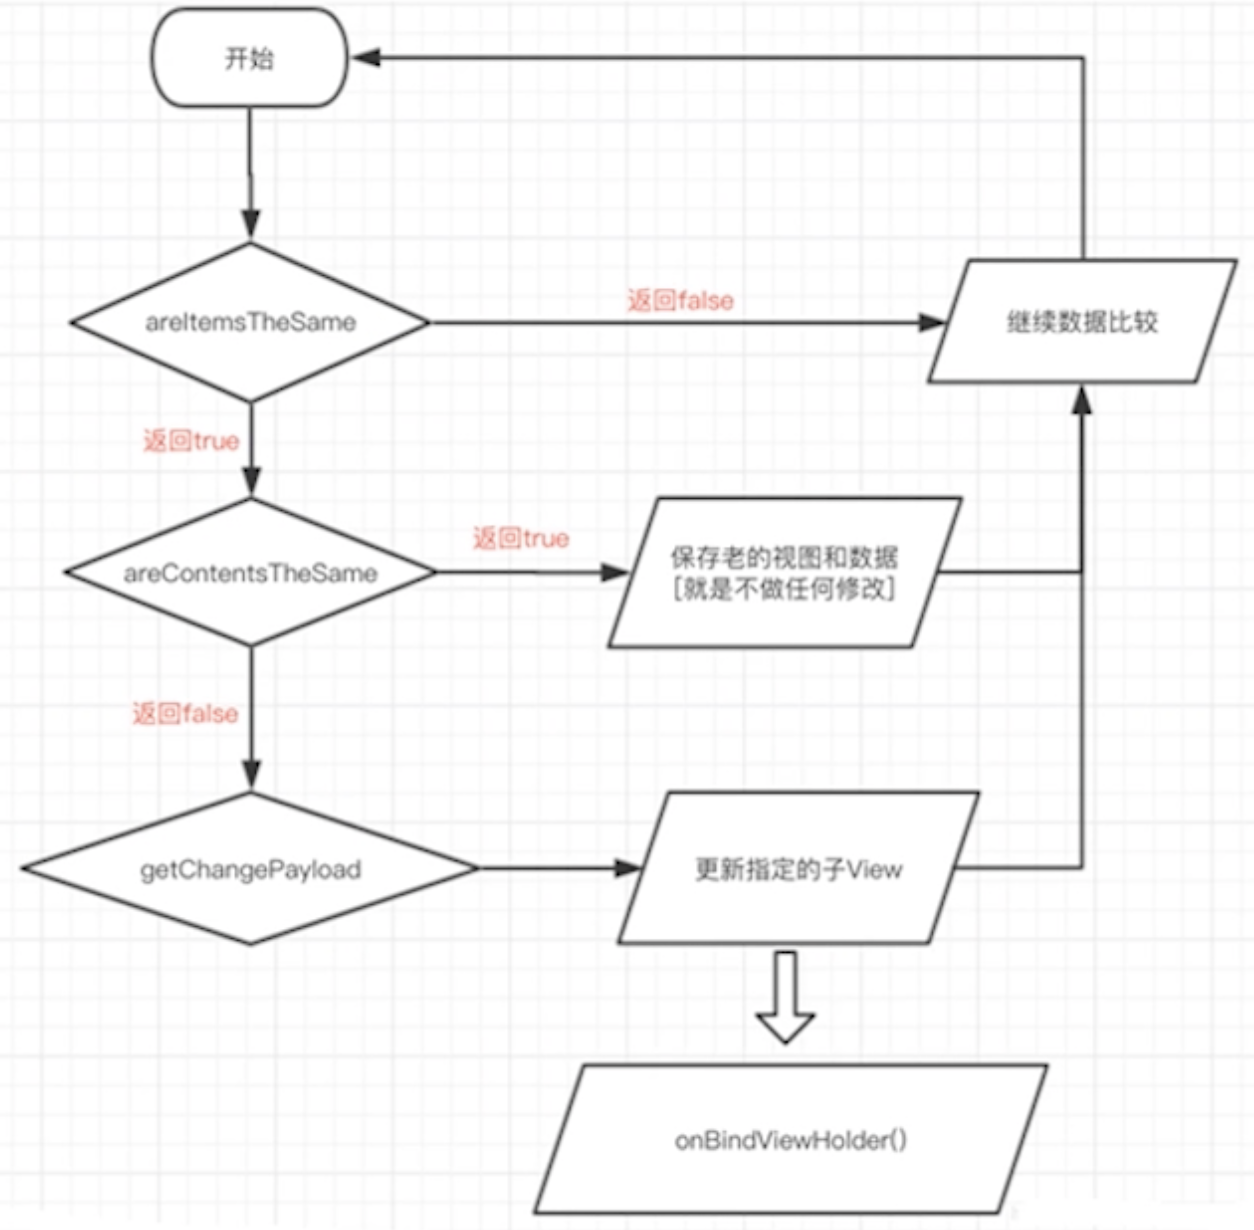 开始
areItemsTheSame
返回false
继续数据比较
返回true
areContentsTheSame
返回true
保存老的视图和数据
[就是不做任何修改]
返回false
getChangePayload
更新指定的子View
onBindViewHolder()